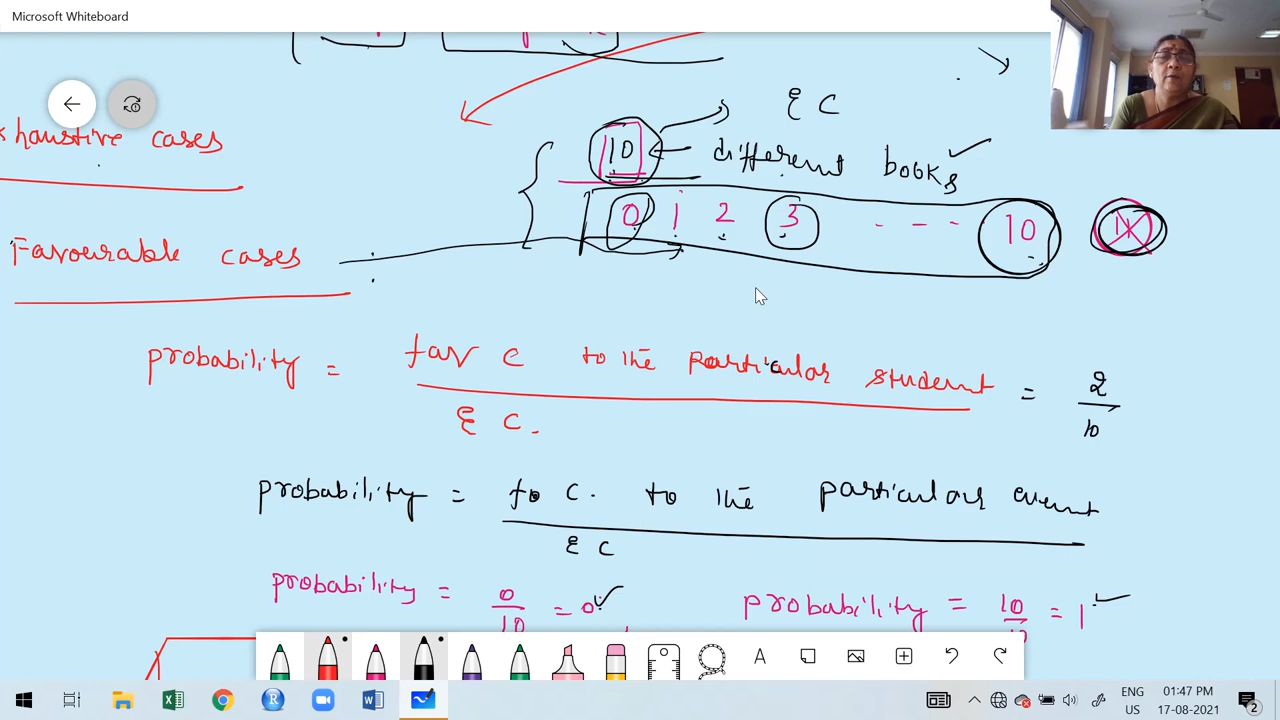 Microsoft Whiteboard
E C
10 different books
haustive cases
0 1 2 3 - - - 10 11
Favourable cases
probability = fav C to the particular student = 2/10
E C.
probability = fo C. to the particular event
E C
probability = 0/10 = 0 probability = 10/10 = 1
A
ENG 01:47 PM
US 17-08-2021
2